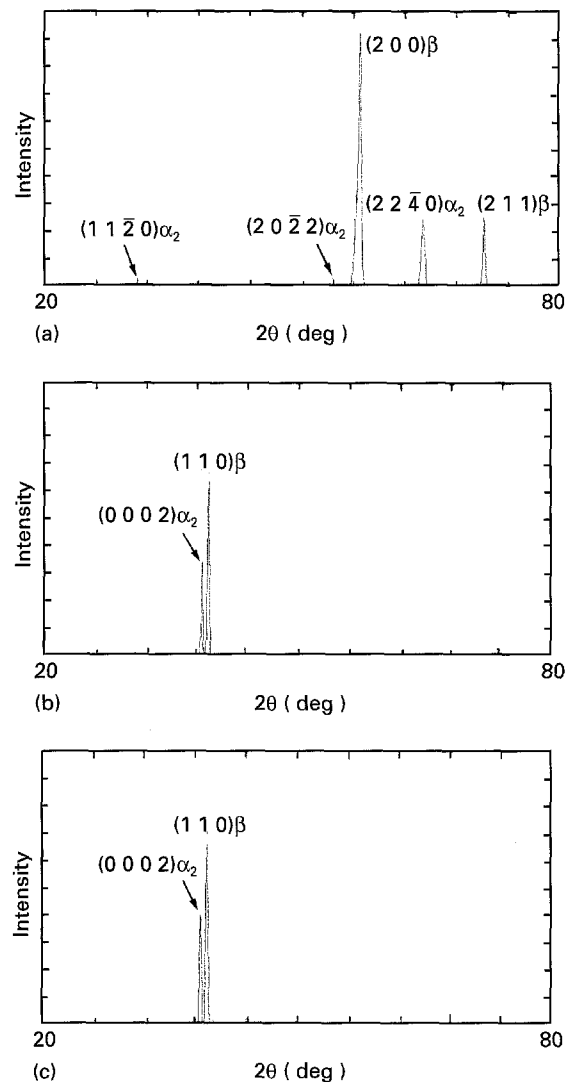 Intensity
(2 0 0)β
(1 1 2̅ 0)α₂
(2 0 2̅ 2)α₂
(2 2 4̅ 0)α₂
(2 1 1)β
20
80
(a)
2θ ( deg )
Intensity
(1 1 0)β
(0 0 0 2)α₂
20
80
(b)
2θ ( deg )
Intensity
(1 1 0)β
(0 0 0 2)α₂
20
80
(c)
2θ ( deg )